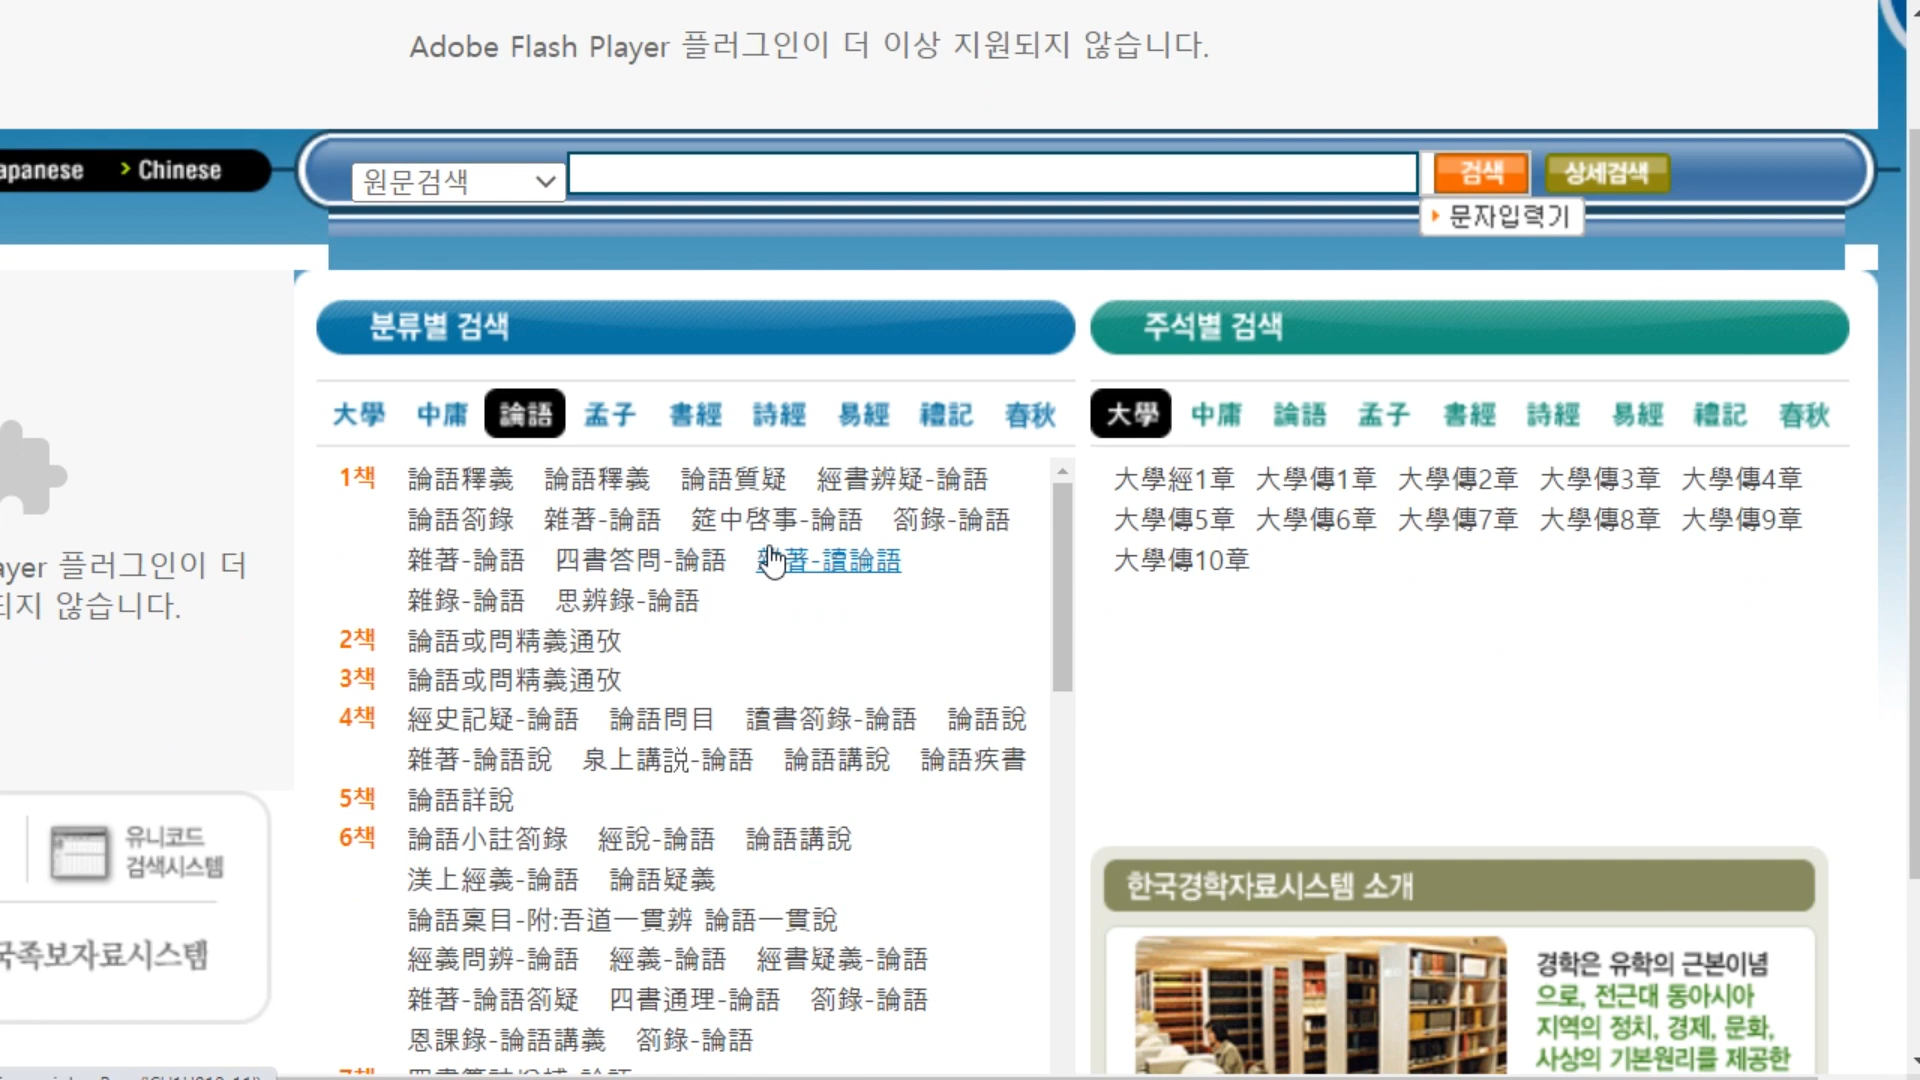 Adobe Flash Player 플러그인이 더 이상 지원되지 않습니다.
apanese > Chinese
원문검색 검색 상세검색
문자입력기
분류별 검색
大學 中庸 論語 孟子 書經 詩經 易經 禮記 春秋
1책 論語釋義 論語釋義 論語質疑 經書辨疑-論語
論語箚錄 雜著-論語 筵中啓事-論語 箚錄-論語
雜著-論語 四書答問-論語 雜著-讀論語
雜錄-論語 思辨錄-論語
2책 論語或問精義通攷
3책 論語或問精義通攷
4책 經史記疑-論語 論語問目 讀書箚錄-論語 論語說
雜著-論語說 泉上講説-論語 論語講說 論語疾書
5책 論語詳說
6책 論語小註箚錄 經說-論語 論語講說
渼上經義-論語 論語疑義
論語稟目-附:吾道一貫辨 論語一貫說
經義問辨-論語 經義-論語 經書疑義-論語
雜著-論語箚疑 四書通理-論語 箚錄-論語
恩課錄-論語講義 箚錄-論語
주석별 검색
大學 中庸 論語 孟子 書經 詩經 易經 禮記 春秋
大學經1章 大學傳1章 大學傳2章 大學傳3章 大學傳4章
大學傳5章 大學傳6章 大學傳7章 大學傳8章 大學傳9章
大學傳10章
한국경학자료시스템 소개
경학은 유학의 근본이념
으로, 전근대 동아시아
지역의 정치, 경제, 문화,
사상의 기본원리를 제공한
ayer 플러그인이 더
되지 않습니다.
유니코드
검색시스템
국족보자료시스템